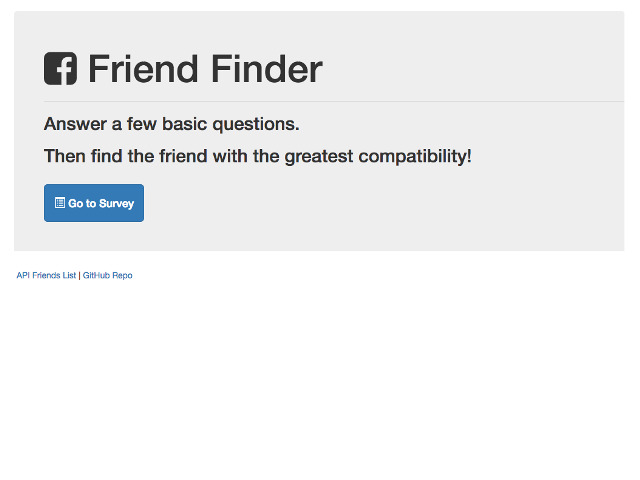 Friend Finder
Answer a few basic questions.
Then find the friend with the greatest compatibility!
Go to Survey
API Friends List | GitHub Repo